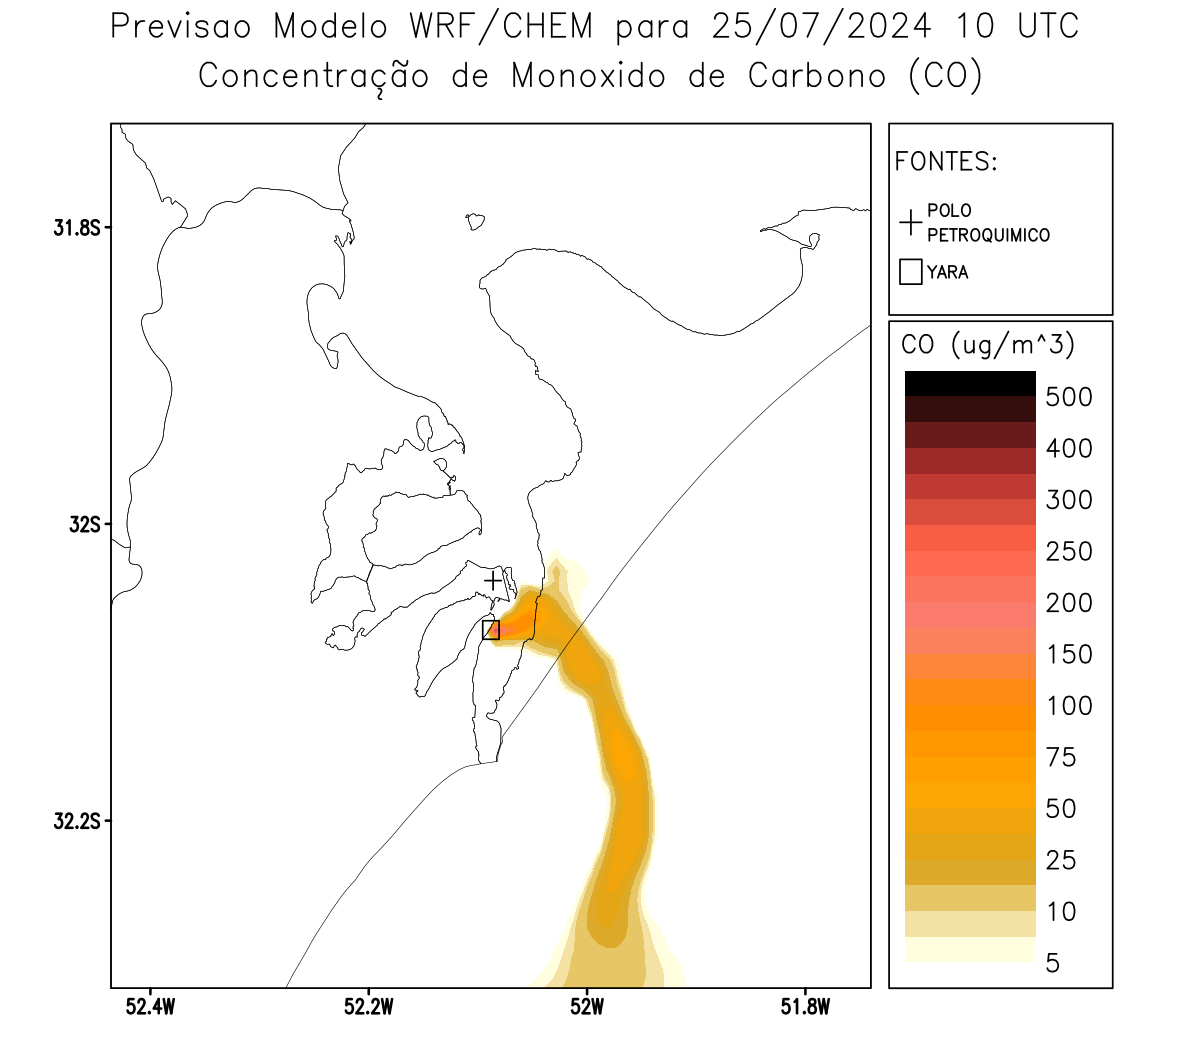 Previsao Modelo WRF/CHEM para 25/07/2024 10 UTC
Concentração de Monoxido de Carbono (CO)
FONTES:
POLO
PETROQUIMICO
YARA
31.8S
32S
32.2S
52.4W
52.2W
52W
51.8W
CO (ug/m^3)
500
400
300
250
200
150
100
75
50
25
10
5